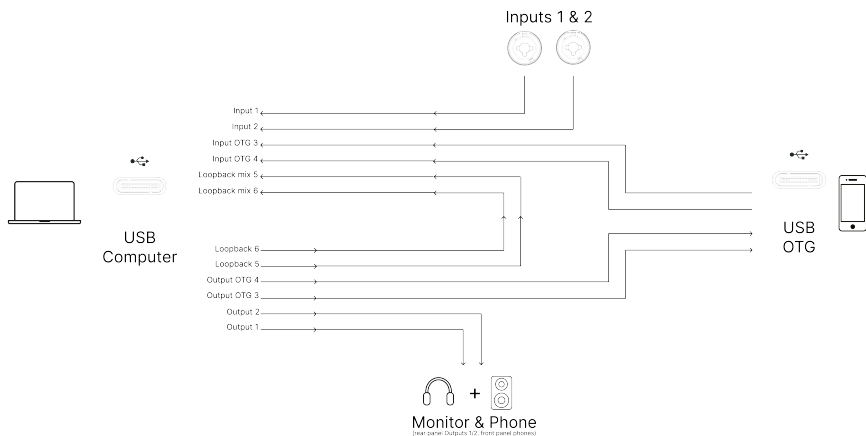 Inputs 1 & 2
Input 1
Input 2
Input OTG 3
Input OTG 4
Loopback mix 5
Loopback mix 6
USB
Computer
USB
OTG
Loopback 6
Loopback 5
Output OTG 4
Output OTG 3
Output 2
Output 1
+
Monitor & Phone
(rear panel Outputs 1/2, front panel phones)